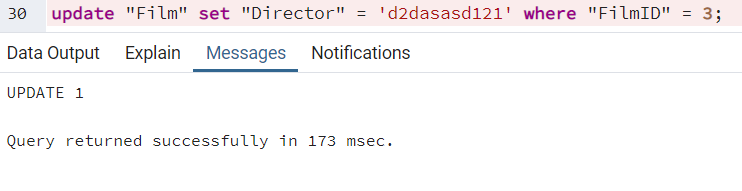 30 update "Film" set "Director" = 'd2dasasd121' where "FilmID" = 3;
Data Output Explain Messages Notifications
UPDATE 1
Query returned successfully in 173 msec.